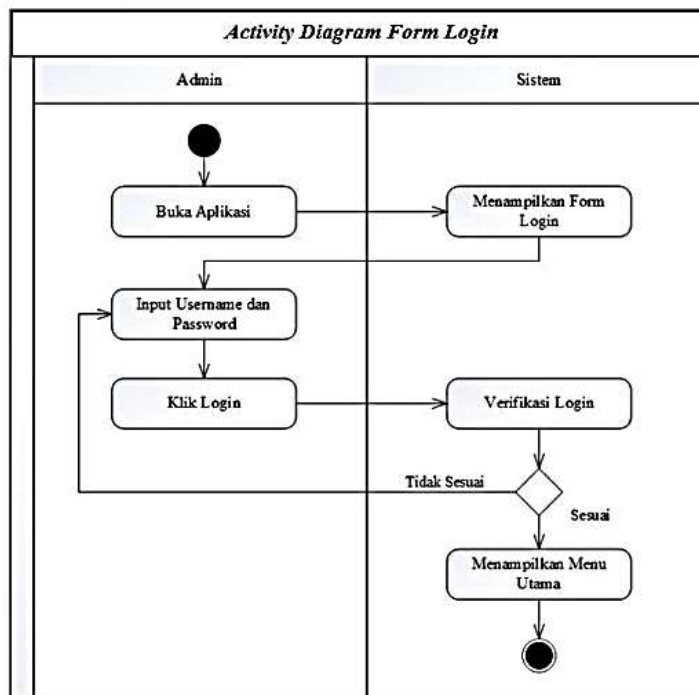 Activity Diagram Form Login
Admin
Sistem
Buka Aplikasi
Menampilkan Form
Login
Input Username dan
Password
Klik Login
Verifikasi Login
Tidak Sesuai
Sesuai
Menampilkan Menu
Utama